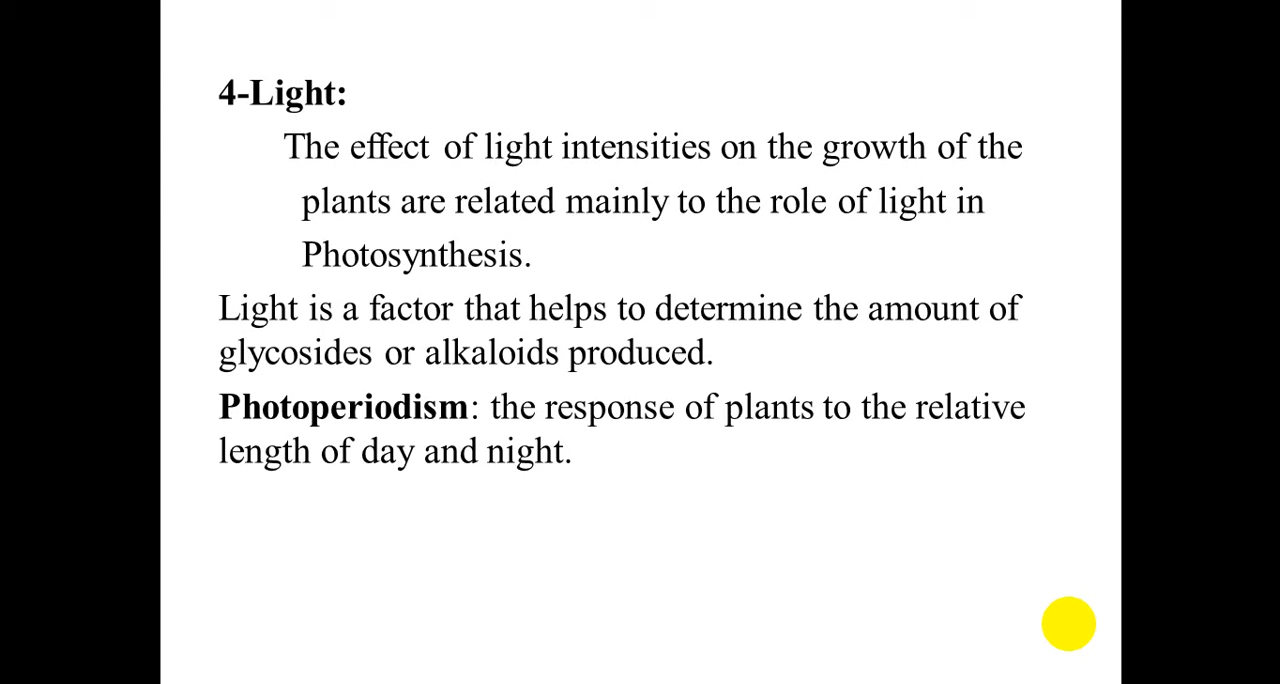 4-Light:
The effect of light intensities on the growth of the
plants are related mainly to the role of light in
Photosynthesis.
Light is a factor that helps to determine the amount of
glycosides or alkaloids produced.
Photoperiodism: the response of plants to the relative
length of day and night.